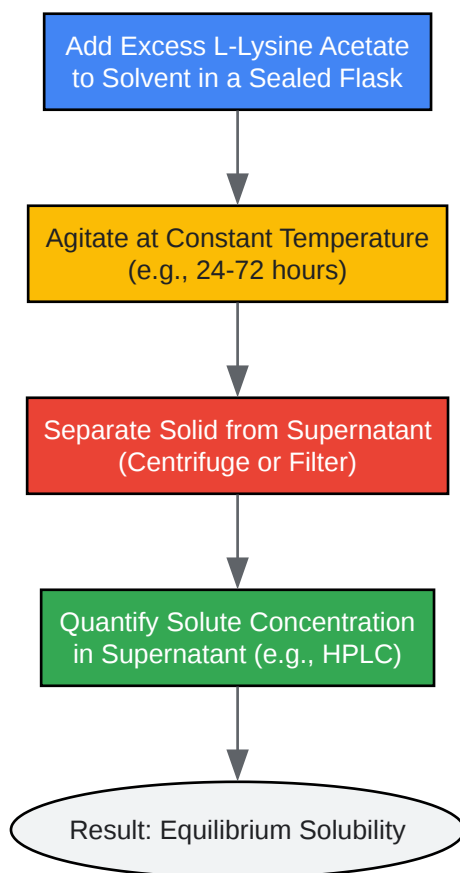 Add Excess L-Lysine Acetate
to Solvent in a Sealed Flask
Agitate at Constant Temperature
(e.g., 24-72 hours)
Separate Solid from Supernatant
(Centrifuge or Filter)
Quantify Solute Concentration
in Supernatant (e.g., HPLC)
Result: Equilibrium Solubility